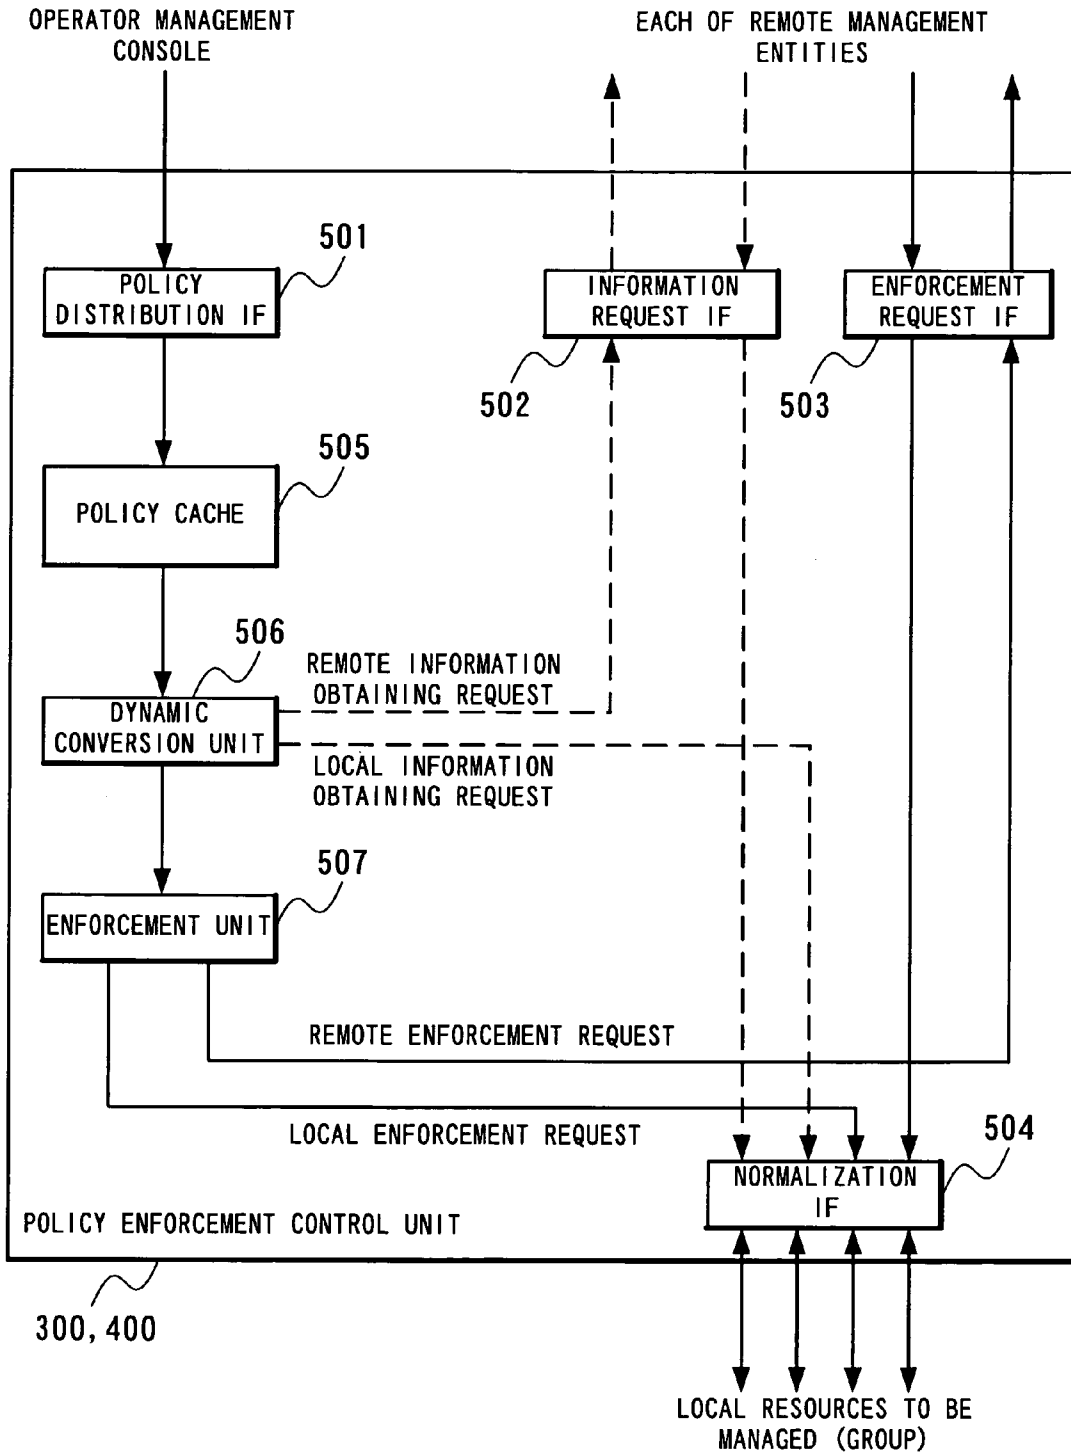 OPERATOR MANAGEMENT
CONSOLE
EACH OF REMOTE MANAGEMENT
ENTITIES
501
POLICY
DISTRIBUTION IF
INFORMATION
REQUEST IF
ENFORCEMENT
REQUEST IF
502
503
505
POLICY CACHE
506
REMOTE INFORMATION
OBTAINING REQUEST
DYNAMIC
CONVERSION UNIT
LOCAL INFORMATION
OBTAINING REQUEST
507
ENFORCEMENT UNIT
REMOTE ENFORCEMENT REQUEST
LOCAL ENFORCEMENT REQUEST
504
NORMALIZATION
IF
POLICY ENFORCEMENT CONTROL UNIT
300, 400
LOCAL RESOURCES TO BE
MANAGED (GROUP)